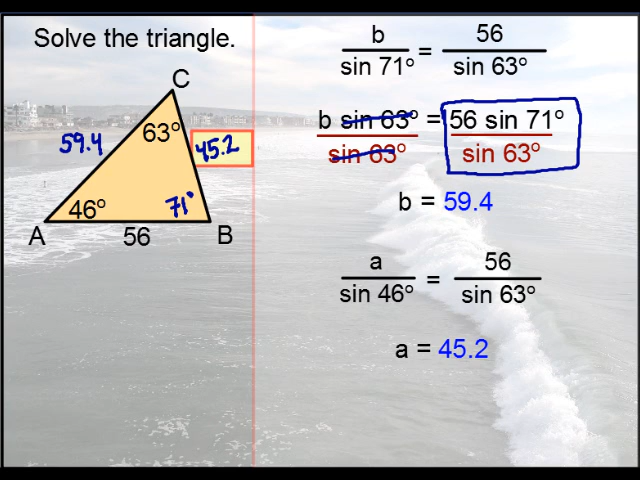 Solve the triangle.
C
63°
59.4
45.2
46°
71°
A
56
B
b / sin 71° = 56 / sin 63°
b sin 63° / sin 63° = 56 sin 71° / sin 63°
b = 59.4
a / sin 46° = 56 / sin 63°
a = 45.2